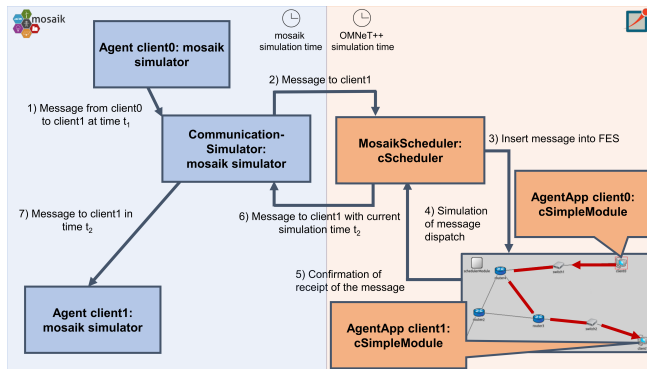 mosaik
mosaik
simulation time
OMNeT++
simulation time
Agent client0: mosaik
simulator
2) Message to client1
1) Message from client0
to client1 at time t1
Communication-
Simulator:
mosaik simulator
MosaikScheduler:
cScheduler
3) Insert message into FES
AgentApp client0:
cSimpleModule
7) Message to client1 in
time t2
6) Message to client1 with current
simulation time t2
4) Simulation
of message
dispatch
5) Confirmation of
receipt of the message
Agent client1:
mosaik simulator
AgentApp client1:
cSimpleModule
schedulerModule